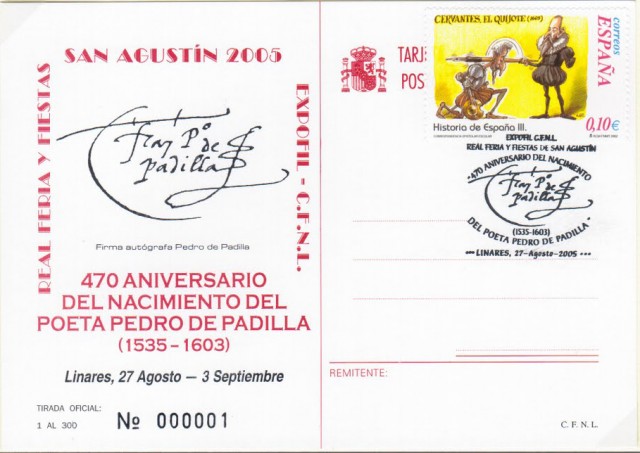 SAN AGUSTÍN 2005
REAL FERIA Y FIESTAS
EXPOFIL - C.F.N.L.
Fray Pº de
padilla
Firma autógrafa Pedro de Padilla
470 ANIVERSARIO
DEL NACIMIENTO DEL
POETA PEDRO DE PADILLA
(1535 – 1603)
Linares, 27 Agosto — 3 Septiembre
TIRADA OFICIAL:
1 AL 300
Nº 000001
TARJE
POS
CERVANTES, EL QUIJOTE (1605)
correos
ESPAÑA
0,10€
Historia de España III.
EXPOFIL C.F.N.L.
REAL FERIA Y FIESTAS DE SAN AGUSTÍN
"470 ANIVERSARIO DEL NACIMIENTO
Fray Pº de
padilla
(1535-1603)
DEL POETA PEDRO DE PADILLA"
... LINARES, 27-Agosto-2005 ...
REMITENTE:
C. F. N. L.